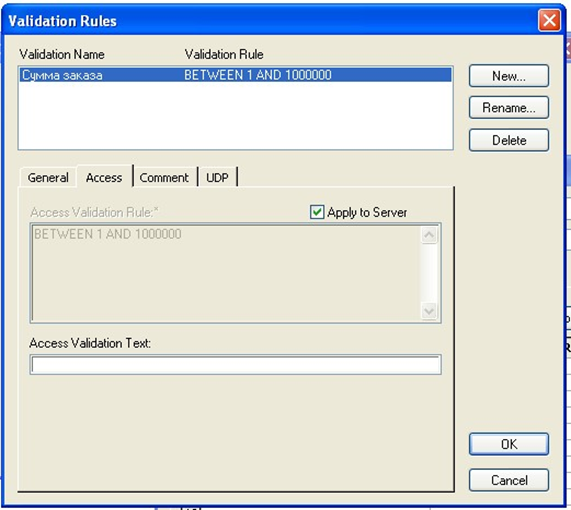 Validation Rules
Validation Name Validation Rule
Сумма заказа BETWEEN 1 AND 1000000
New...
Rename...
Delete
General Access Comment UDP
Access Validation Rule:* Apply to Server
BETWEEN 1 AND 1000000
Access Validation Text:
OK
Cancel